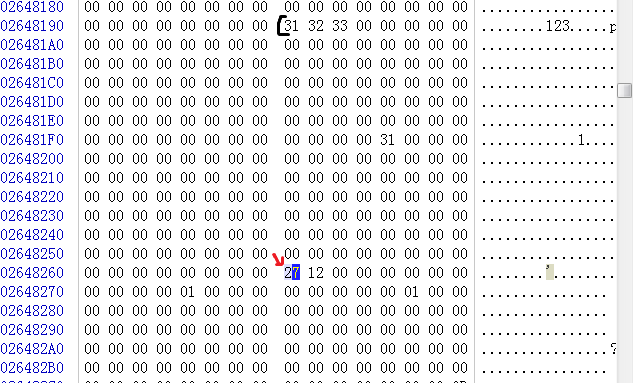 02648180 00 00 00 00 00 00 00 00 00 00 00 00 00 00 00 00 ................
02648190 00 00 00 00 00 00 00 00 31 32 33 00 00 00 00 00 ........123.....p
026481A0 00 00 00 00 00 00 00 00 00 00 00 00 00 00 00 00 ................
026481B0 00 00 00 00 00 00 00 00 00 00 00 00 00 00 00 00 ................
026481C0 00 00 00 00 00 00 00 00 00 00 00 00 00 00 00 00 ................
026481D0 00 00 00 00 00 00 00 00 00 00 00 00 00 00 00 00 ................
026481E0 00 00 00 00 00 00 00 00 00 00 00 00 00 00 00 00 ................
026481F0 00 00 00 00 00 00 00 00 00 00 00 00 31 00 00 00 ............1....
02648200 00 00 00 00 00 00 00 00 00 00 00 00 00 00 00 00 ................
02648210 00 00 00 00 00 00 00 00 00 00 00 00 00 00 00 00 ................
02648220 00 00 00 00 00 00 00 00 00 00 00 00 00 00 00 00 ................
02648230 00 00 00 00 00 00 00 00 00 00 00 00 00 00 00 00 ................
02648240 00 00 00 00 00 00 00 00 00 00 00 00 00 00 00 00 ................
02648250 00 00 00 00 00 00 00 00 00 00 00 00 00 00 00 00 ................
02648260 00 00 00 00 00 00 00 00 27 12 00 00 00 00 00 00 ........'.......
02648270 00 00 00 00 01 00 00 00 00 00 00 00 00 01 00 00 ................
02648280 00 00 00 00 00 00 00 00 00 00 00 00 00 00 00 00 ................
02648290 00 00 00 00 00 00 00 00 00 00 00 00 00 00 00 00 ................
026482A0 00 00 00 00 00 00 00 00 00 00 00 00 00 00 00 00 ................?
026482B0 00 00 00 00 00 00 00 00 00 00 00 00 00 00 00 00 ................